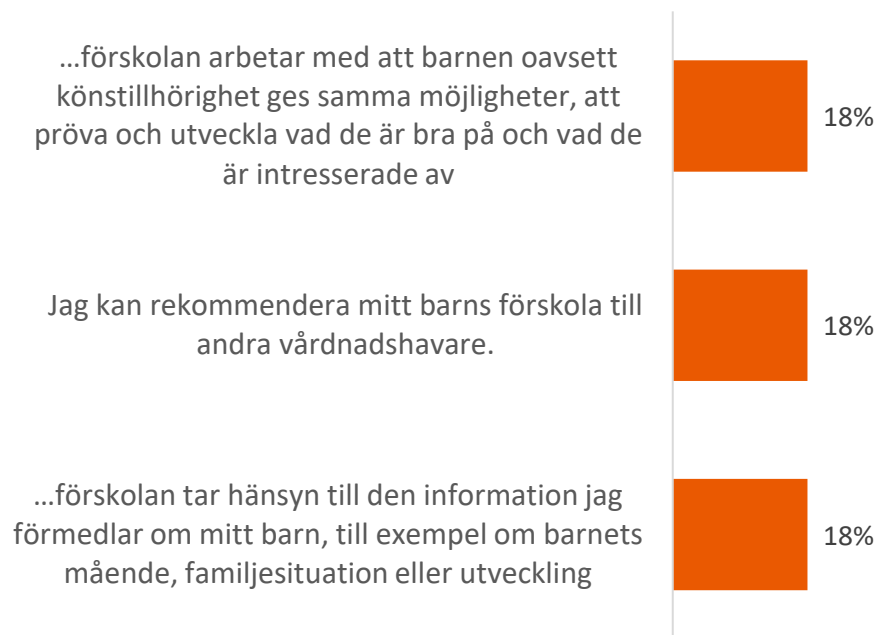 ...förskolan arbetar med att barnen oavsett
könstillhörighet ges samma möjligheter, att
pröva och utveckla vad de är bra på och vad de
är intresserade av
18%
Jag kan rekommendera mitt barns förskola till
andra vårdnadshavare.
18%
...förskolan tar hänsyn till den information jag
förmedlar om mitt barn, till exempel om barnets
mående, familjesituation eller utveckling
18%